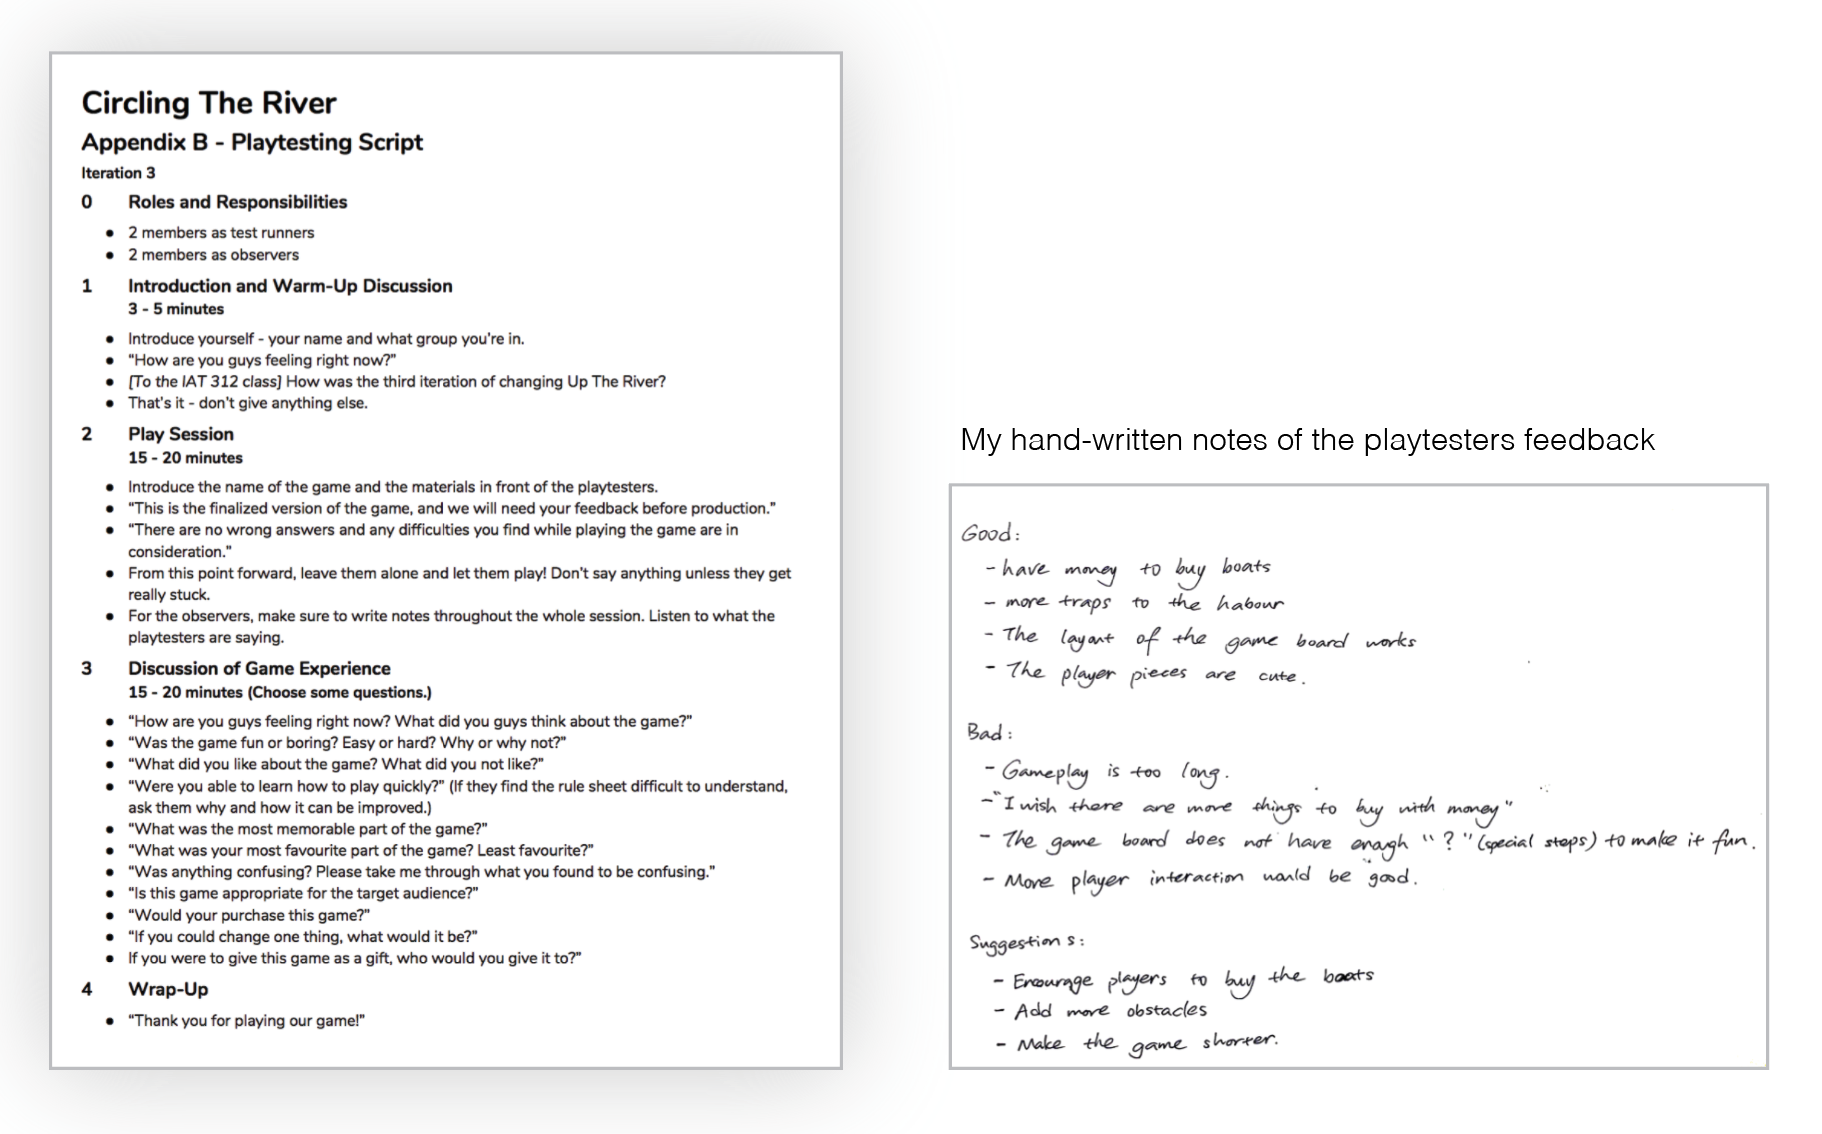 Circling The River
Appendix B - Playtesting Script
Iteration 3
0 Roles and Responsibilities
● 2 members as test runners
● 2 members as observers
1 Introduction and Warm-Up Discussion
3 - 5 minutes
● Introduce yourself - your name and what group you're in.
● “How are you guys feeling right now?”
● [To the IAT 312 class] How was the third iteration of changing Up The River?
● That's it - don't give anything else.
2 Play Session
15 - 20 minutes
● Introduce the name of the game and the materials in front of the playtesters.
● “This is the finalized version of the game, and we will need your feedback before production.”
● “There are no wrong answers and any difficulties you find while playing the game are in
consideration.”
● From this point forward, leave them alone and let them play! Don't say anything unless they get
really stuck.
● For the observers, make sure to write notes throughout the whole session. Listen to what the
playtesters are saying.
3 Discussion of Game Experience
15 - 20 minutes (Choose some questions.)
● “How are you guys feeling right now? What did you guys think about the game?”
● “Was the game fun or boring? Easy or hard? Why or why not?”
● “What did you like about the game? What did you not like?”
● “Were you able to learn how to play quickly?” (If they find the rule sheet difficult to understand,
ask them why and how it can be improved.)
● “What was the most memorable part of the game?”
● “What was your most favourite part of the game? Least favourite?”
● “Was anything confusing? Please take me through what you found to be confusing.”
● “Is this game appropriate for the target audience?”
● “Would your purchase this game?”
● “If you could change one thing, what would it be?”
● If you were to give this game as a gift, who would you give it to?”
4 Wrap-Up
● “Thank you for playing our game!”
My hand-written notes of the playtesters feedback
Good:
- have money to buy boats
- more traps to the habour
- The layout of the game board works
- The player pieces are cute.
Bad:
- Gameplay is too long.
- "I wish there are more things to buy with money"
- The game board does not have enough "?" (special steps) to make it fun.
- More player interaction would be good.
Suggestions:
- Encourage players to buy the boats
- Add more obstacles
- Make the game shorter.